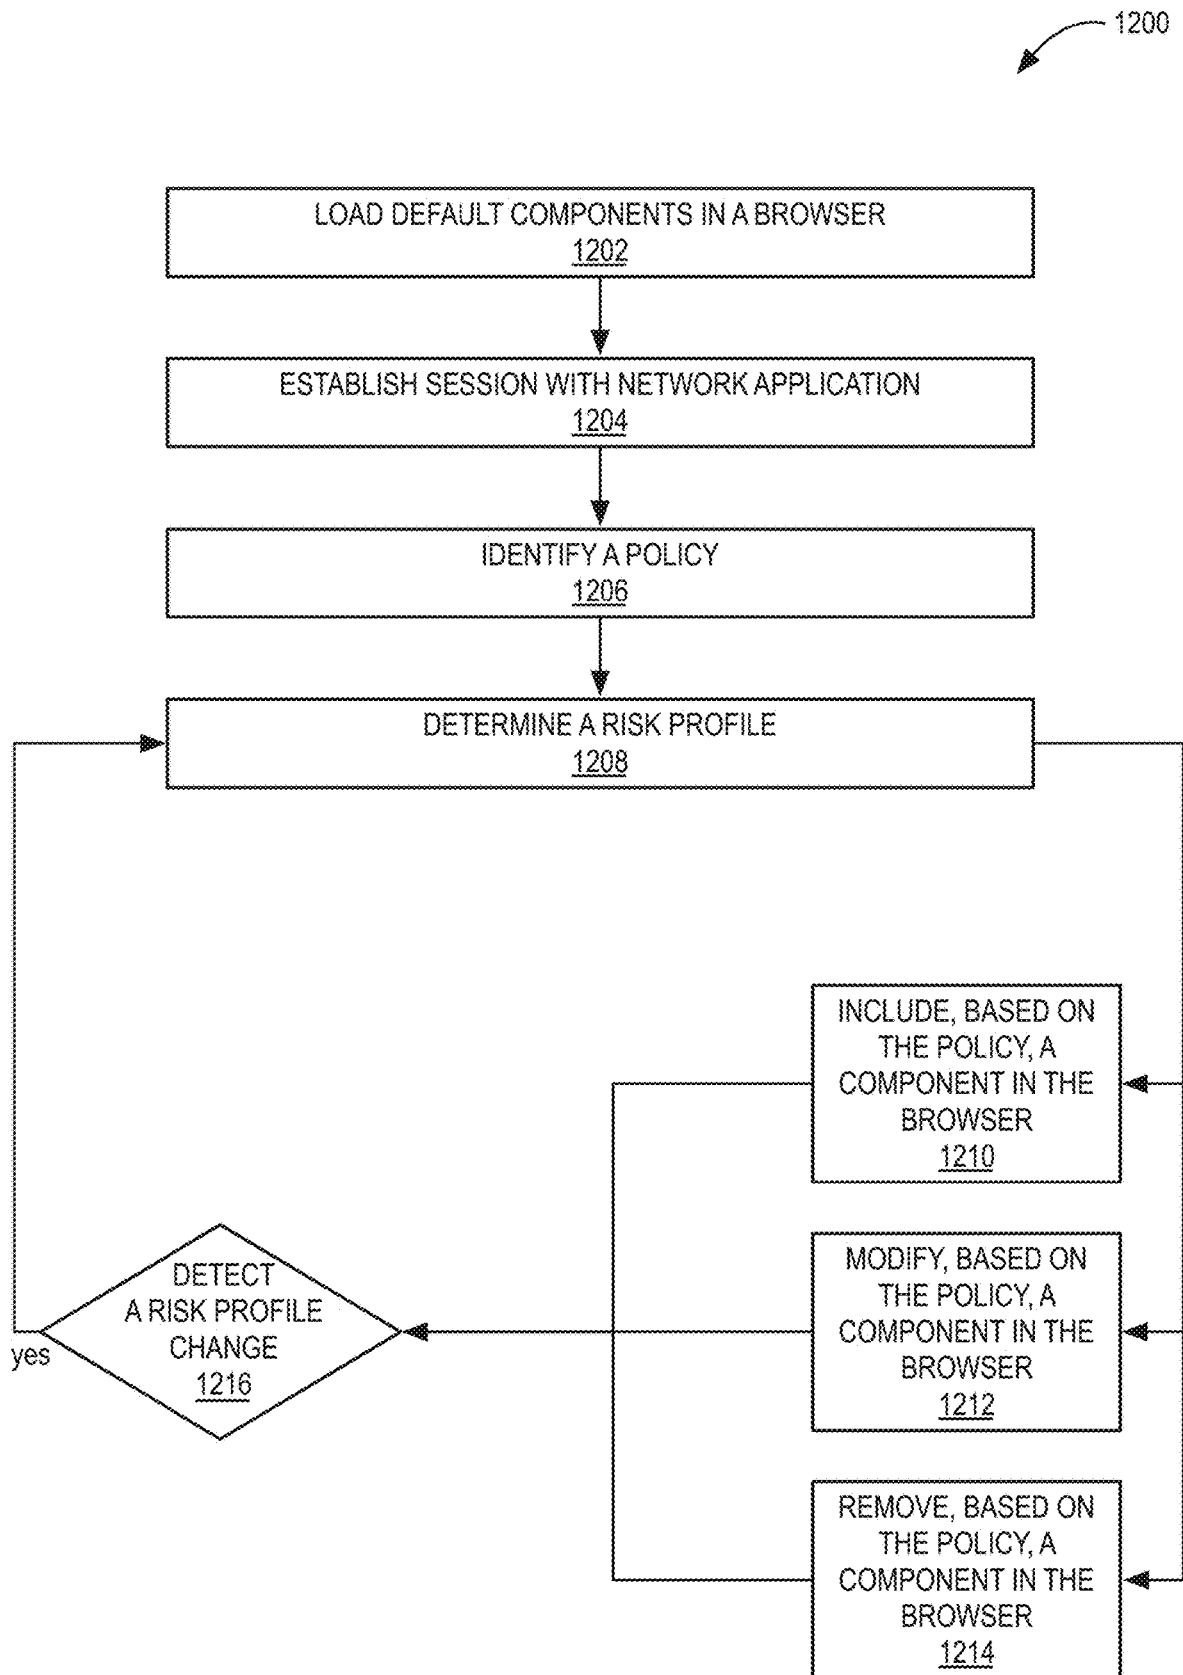 1200
LOAD DEFAULT COMPONENTS IN A BROWSER
1202
ESTABLISH SESSION WITH NETWORK APPLICATION
1204
IDENTIFY A POLICY
1206
DETERMINE A RISK PROFILE
1208
INCLUDE, BASED ON
THE POLICY, A
COMPONENT IN THE
BROWSER
1210
DETECT
A RISK PROFILE
CHANGE
1216
yes
MODIFY, BASED ON
THE POLICY, A
COMPONENT IN THE
BROWSER
1212
REMOVE, BASED ON
THE POLICY, A
COMPONENT IN THE
BROWSER
1214